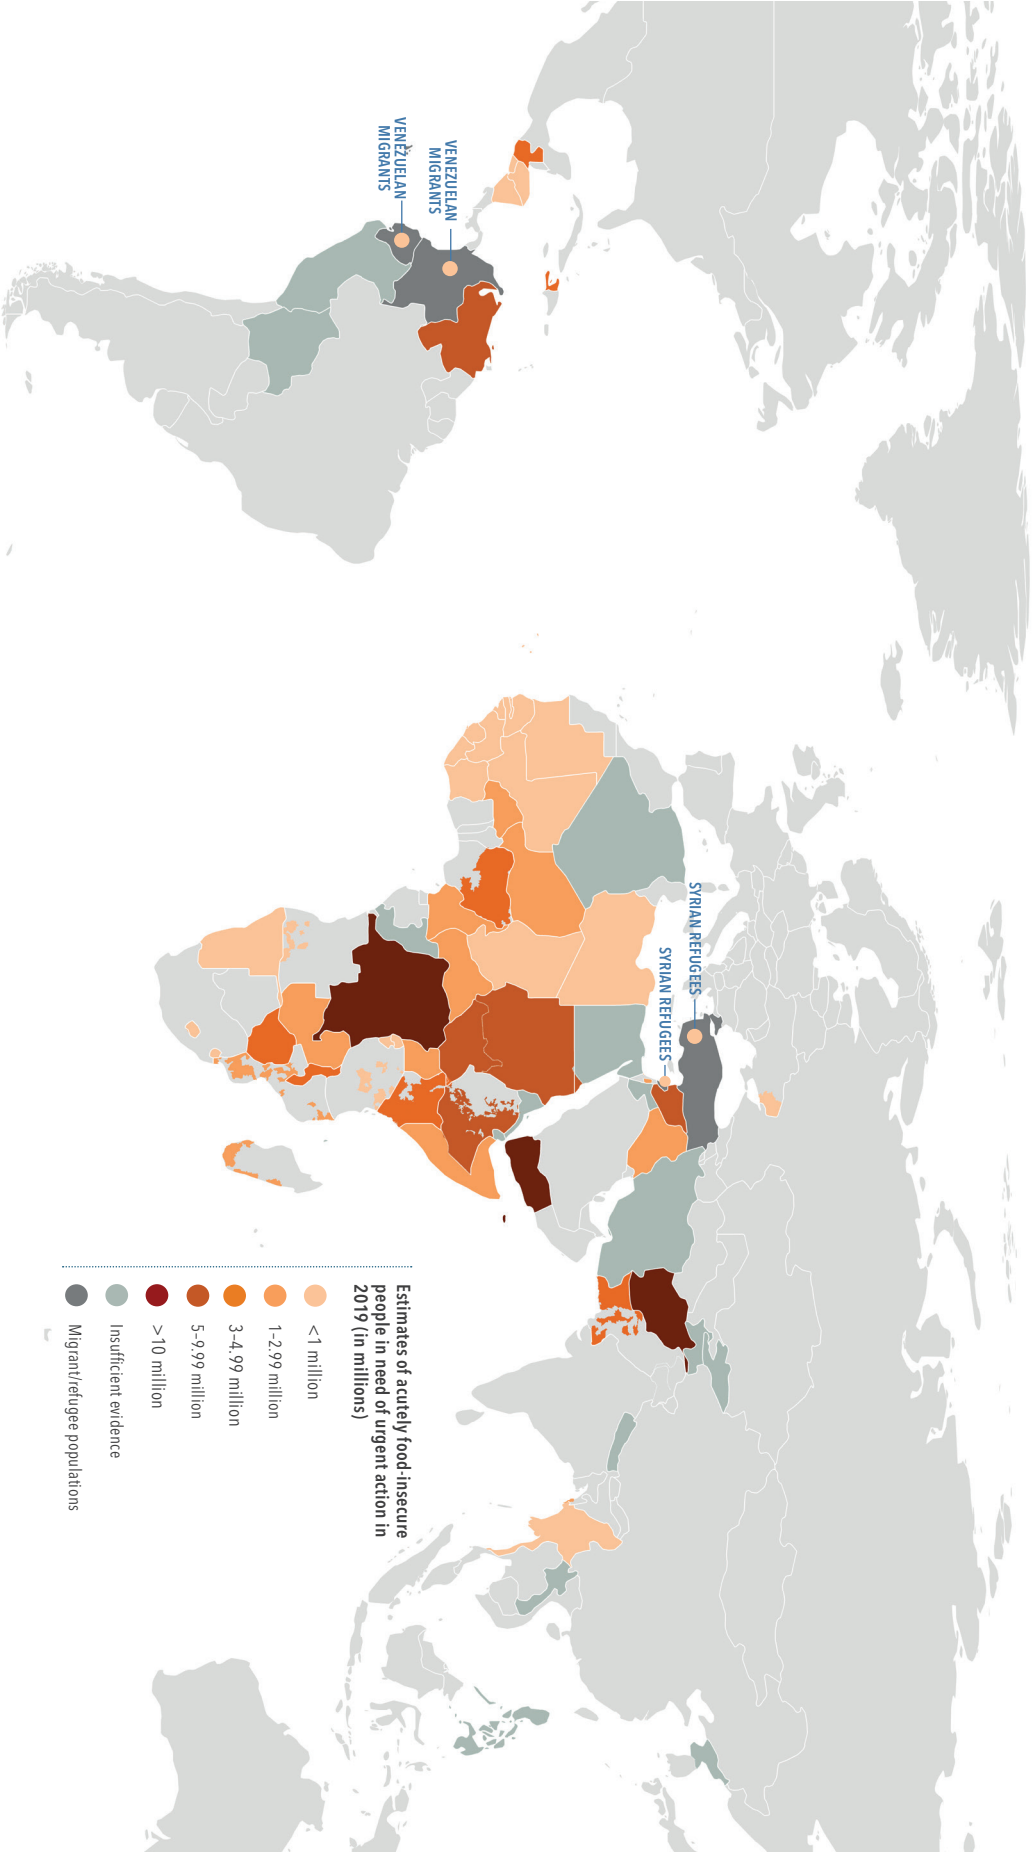 VENEZUELAN
MIGRANTS
VENEZUELAN
MIGRANTS
SYRIAN REFUGEES
SYRIAN REFUGEES
Estimates of acutely food-insecure
people in need of urgent action in
2019 (in millions)
<1 million
1–2.99 million
3–4.99 million
5–9.99 million
>10 million
Insufficient evidence
Migrant/refugee populations